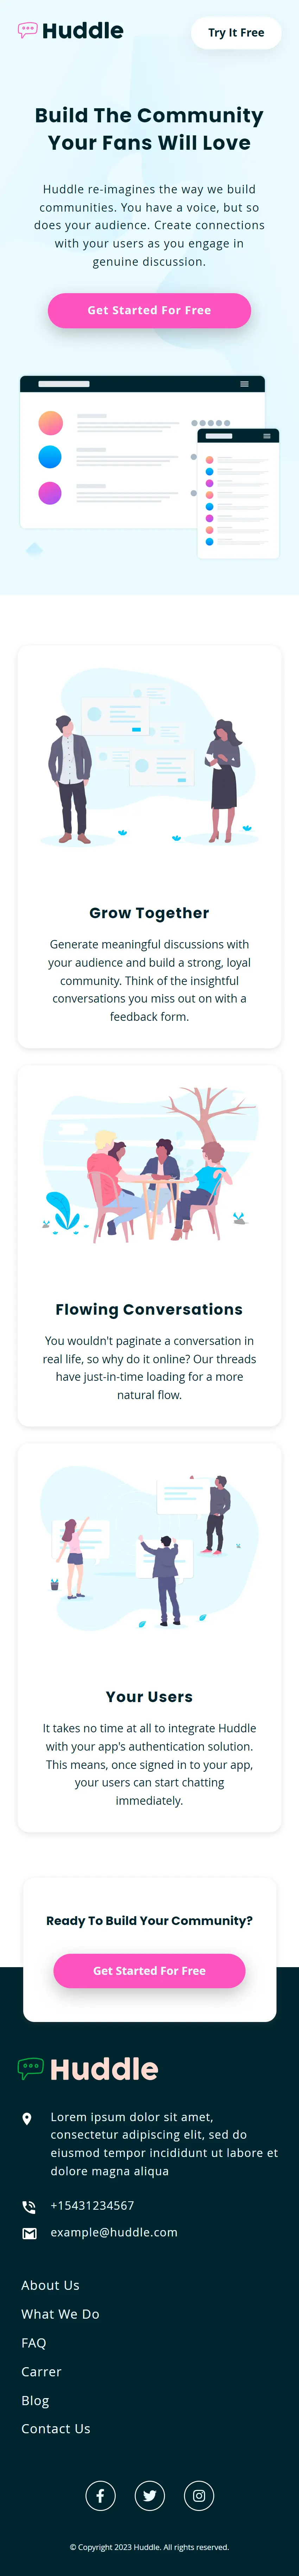 Huddle
Try It Free
Build The Community
Your Fans Will Love
Huddle re-imagines the way we build
communities. You have a voice, but so
does your audience. Create connections
with your users as you engage in
genuine discussion.
Get Started For Free
Grow Together
Generate meaningful discussions with
your audience and build a strong, loyal
community. Think of the insightful
conversations you miss out on with a
feedback form.
Flowing Conversations
You wouldn't paginate a conversation in
real life, so why do it online? Our threads
have just-in-time loading for a more
natural flow.
Your Users
It takes no time at all to integrate Huddle
with your app's authentication solution.
This means, once signed in to your app,
your users can start chatting
immediately.
Ready To Build Your Community?
Get Started For Free
Huddle
Lorem ipsum dolor sit amet,
consectetur adipiscing elit, sed do
eiusmod tempor incididunt ut labore et
dolore magna aliqua
+15431234567
example@huddle.com
About Us
What We Do
FAQ
Carrer
Blog
Contact Us
© Copyright 2023 Huddle. All rights reserved.